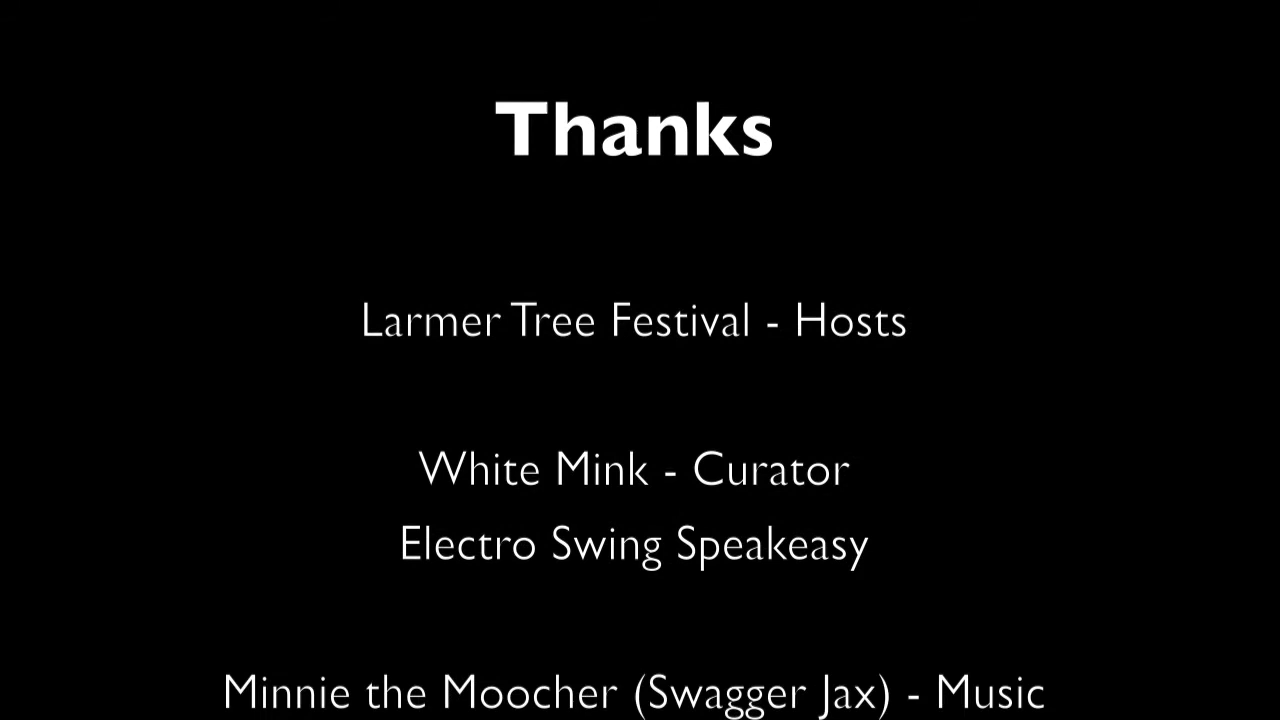 Thanks
Larmer Tree Festival - Hosts
White Mink - Curator
Electro Swing Speakeasy
Minnie the Moocher (Swagger Jax) - Music